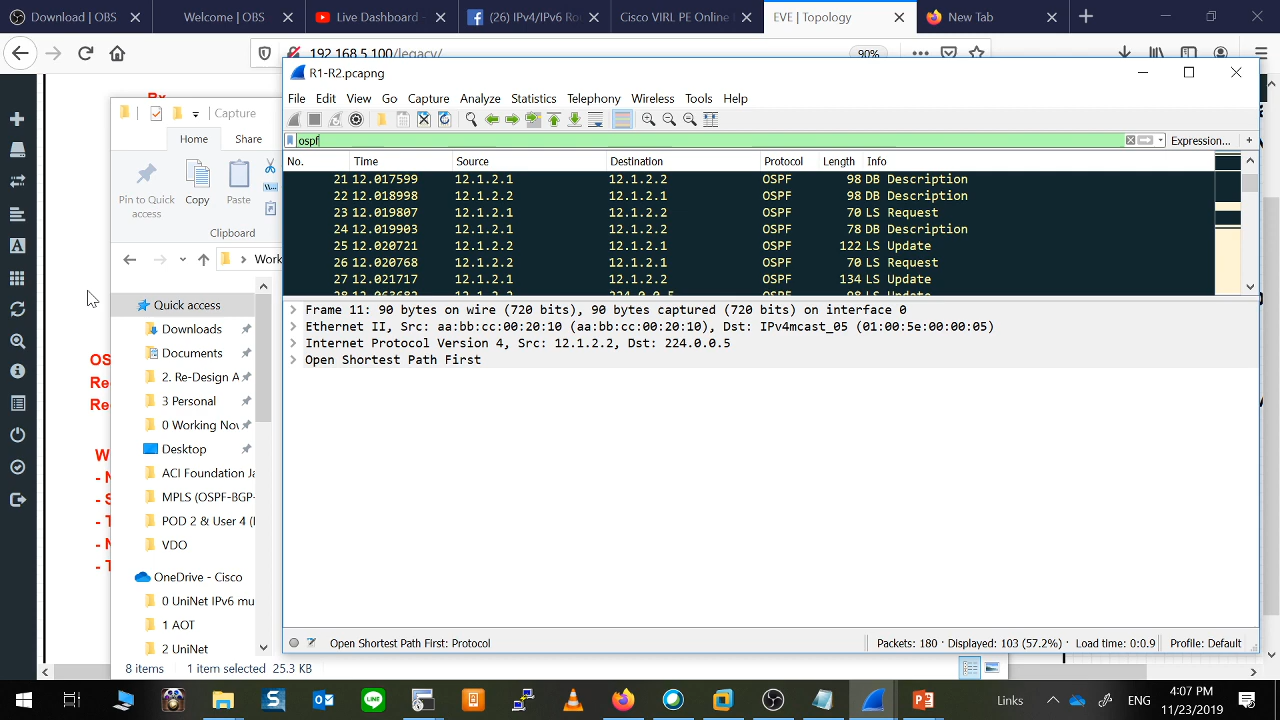 Download | OBS
Welcome | OBS
Live Dashboard -
(26) IPv4/IPv6 Ro
Cisco VIRL PE Online
EVE | Topology
New Tab
192.168.5.100/legacy/
90%
R1-R2.pcapng
File Edit View Go Capture Analyze Statistics Telephony Wireless Tools Help
ospf
Expression... +
No. Time Source Destination Protocol Length Info
21 12.017599 12.1.2.1 12.1.2.2 OSPF 98 DB Description
22 12.018998 12.1.2.2 12.1.2.1 OSPF 98 DB Description
23 12.019807 12.1.2.1 12.1.2.2 OSPF 70 LS Request
24 12.019903 12.1.2.1 12.1.2.2 OSPF 78 DB Description
25 12.020721 12.1.2.2 12.1.2.1 OSPF 122 LS Update
26 12.020768 12.1.2.2 12.1.2.1 OSPF 70 LS Request
27 12.021717 12.1.2.1 12.1.2.2 OSPF 134 LS Update
Frame 11: 90 bytes on wire (720 bits), 90 bytes captured (720 bits) on interface 0
Ethernet II, Src: aa:bb:cc:00:20:10 (aa:bb:cc:00:20:10), Dst: IPv4mcast_05 (01:00:5e:00:00:05)
Internet Protocol Version 4, Src: 12.1.2.2, Dst: 224.0.0.5
Open Shortest Path First
Open Shortest Path First: Protocol
Packets: 180 · Displayed: 103 (57.2%) · Load time: 0:0.9
Profile: Default
Capture
Home Share
Pin to Quick access
Copy
Paste
Clipboard
Work
Quick access
Downloads
Documents
2. Re-Design A
3 Personal
0 Working Nov
Desktop
ACI Foundation Ja
MPLS (OSPF-BGP-
POD 2 & User 4 (
VDO
OneDrive - Cisco
0 UniNet IPv6 mu
1 AOT
2 UniNet
8 items 1 item selected 25.3 KB
OS
Re
Re
W
Links
ENG
4:07 PM
11/23/2019